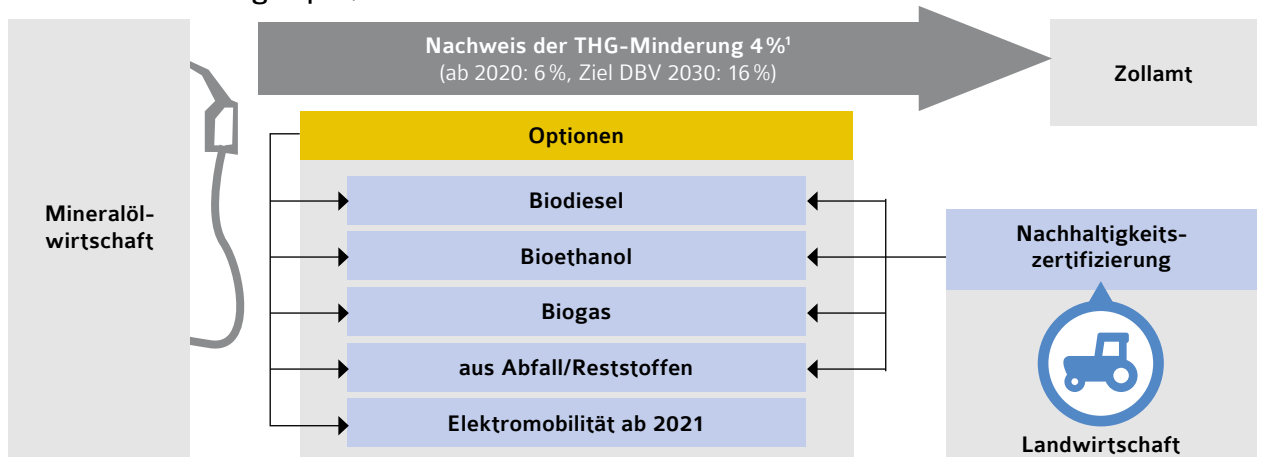 Nachweis der THG-Minderung 4 %¹
(ab 2020: 6 %, Ziel DBV 2030: 16 %)
Zollamt
Mineralöl-
wirtschaft
Optionen
Biodiesel
Bioethanol
Biogas
aus Abfall/Reststoffen
Elektromobilität ab 2021
Nachhaltigkeits-
zertifizierung
Landwirtschaft